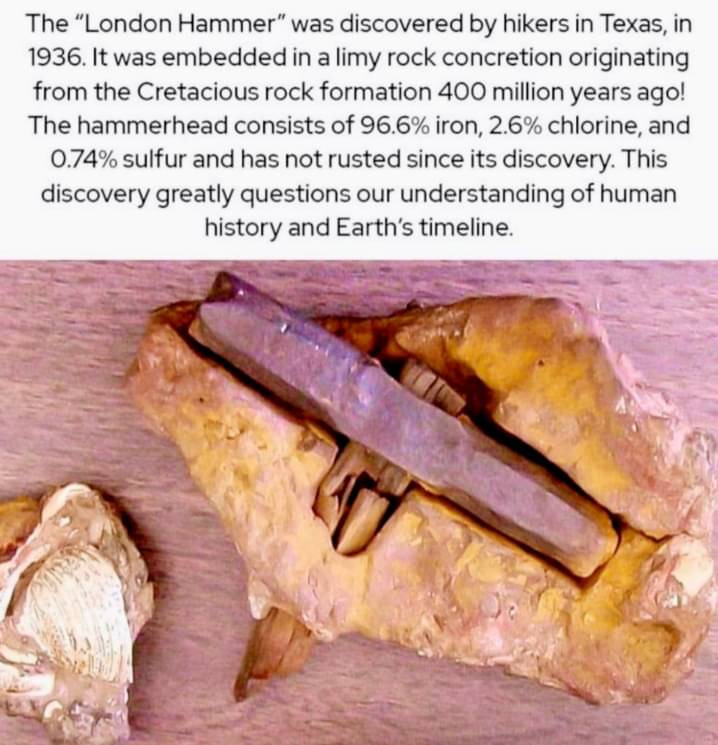 The “London Hammer” was discovered by hikers in Texas, in
1936. It was embedded in a limy rock concretion originating
from the Cretacious rock formation 400 million years ago!
The hammerhead consists of 96.6% iron, 2.6% chlorine, and
0.74% sulfur and has not rusted since its discovery. This
discovery greatly questions our understanding of human
history and Earth’s timeline.